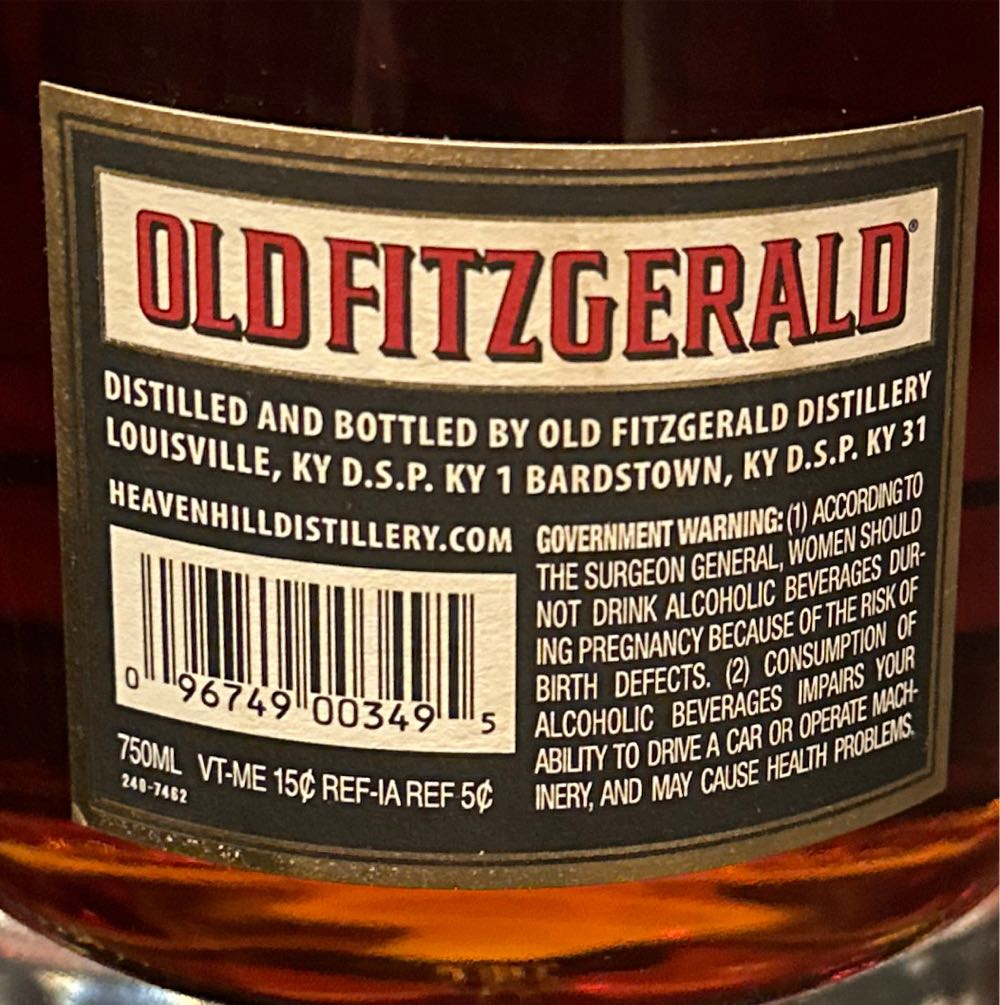 OLD FITZGERALD®
DISTILLED AND BOTTLED BY OLD FITZGERALD DISTILLERY
LOUISVILLE, KY D.S.P. KY 1 BARDSTOWN, KY D.S.P. KY 31
HEAVENHILLDISTILLERY.COM
0 96749 00349 5
750ML VT-ME 15¢ REF-IA REF 5¢
240-7462
GOVERNMENT WARNING: (1) ACCORDING TO
THE SURGEON GENERAL, WOMEN SHOULD
NOT DRINK ALCOHOLIC BEVERAGES DUR-
ING PREGNANCY BECAUSE OF THE RISK OF
BIRTH DEFECTS. (2) CONSUMPTION OF
ALCOHOLIC BEVERAGES IMPAIRS YOUR
ABILITY TO DRIVE A CAR OR OPERATE MACH-
INERY, AND MAY CAUSE HEALTH PROBLEMS.